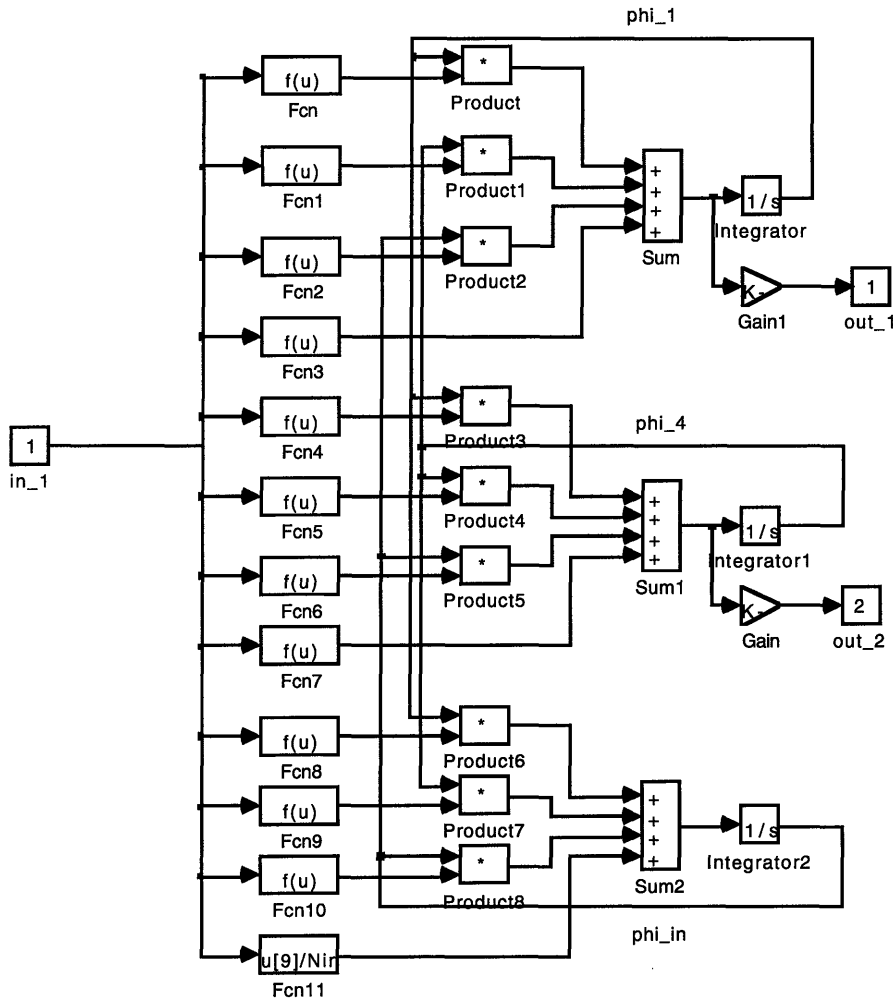 phi_1
f(u)
Fcn
*
Product
f(u)
Fcn1
*
Product1
f(u)
Fcn2
*
Product2
f(u)
Fcn3
+
+
+
+
Sum
1/s
Integrator
K-
Gain1
1
out_1
1
in_1
f(u)
Fcn4
*
Product3
phi_4
f(u)
Fcn5
*
Product4
f(u)
Fcn6
*
Product5
f(u)
Fcn7
+
+
+
+
Sum1
1/s
Integrator1
K-
Gain
2
out_2
f(u)
Fcn8
*
Product6
f(u)
Fcn9
*
Product7
f(u)
Fcn10
*
Product8
u[9]/Nin
Fcn11
+
+
+
+
Sum2
1/s
Integrator2
phi_in